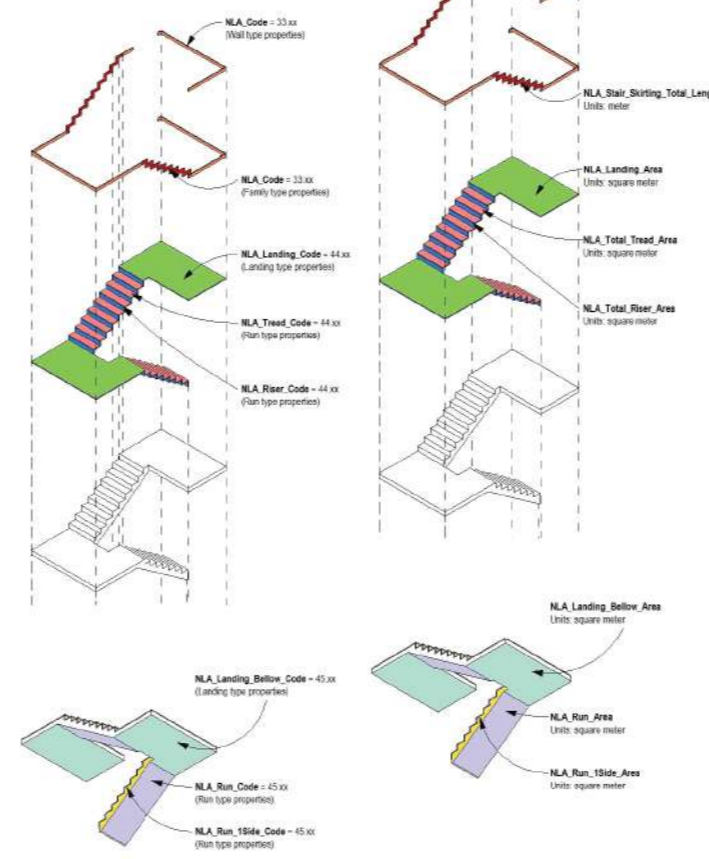 NLA_Code = 33.xx
(Wall type properties)
NLA_Code = 33.xx
(Family type properties)
NLA_Landing_Code - 44.xx
(Landing type properties)
NLA_Tread_Code - 44.xx
(Run type properties)
NLA_Riser_Code - 44.xx
(Run type properties)
NLA_Landing_Bellow_Code - 45.xx
(Landing type properties)
NLA_Run_Code = 45.xx
(Run type properties)
NLA_Run_1Side_Code - 45.xx
(Run type properties)
NLA_Stair_Skirting_Total_Leng
Units: meter
NLA_Landing_Area
Units: square meter
NLA_Total_Tread_Area
Units: square meter
NLA_Total_Riser_Area
Units: square meter
NLA_Landing_Bellow_Area
Units: square meter
NLA_Run_Area
Units: square meter
NLA_Run_1Side_Area
Units: square meter